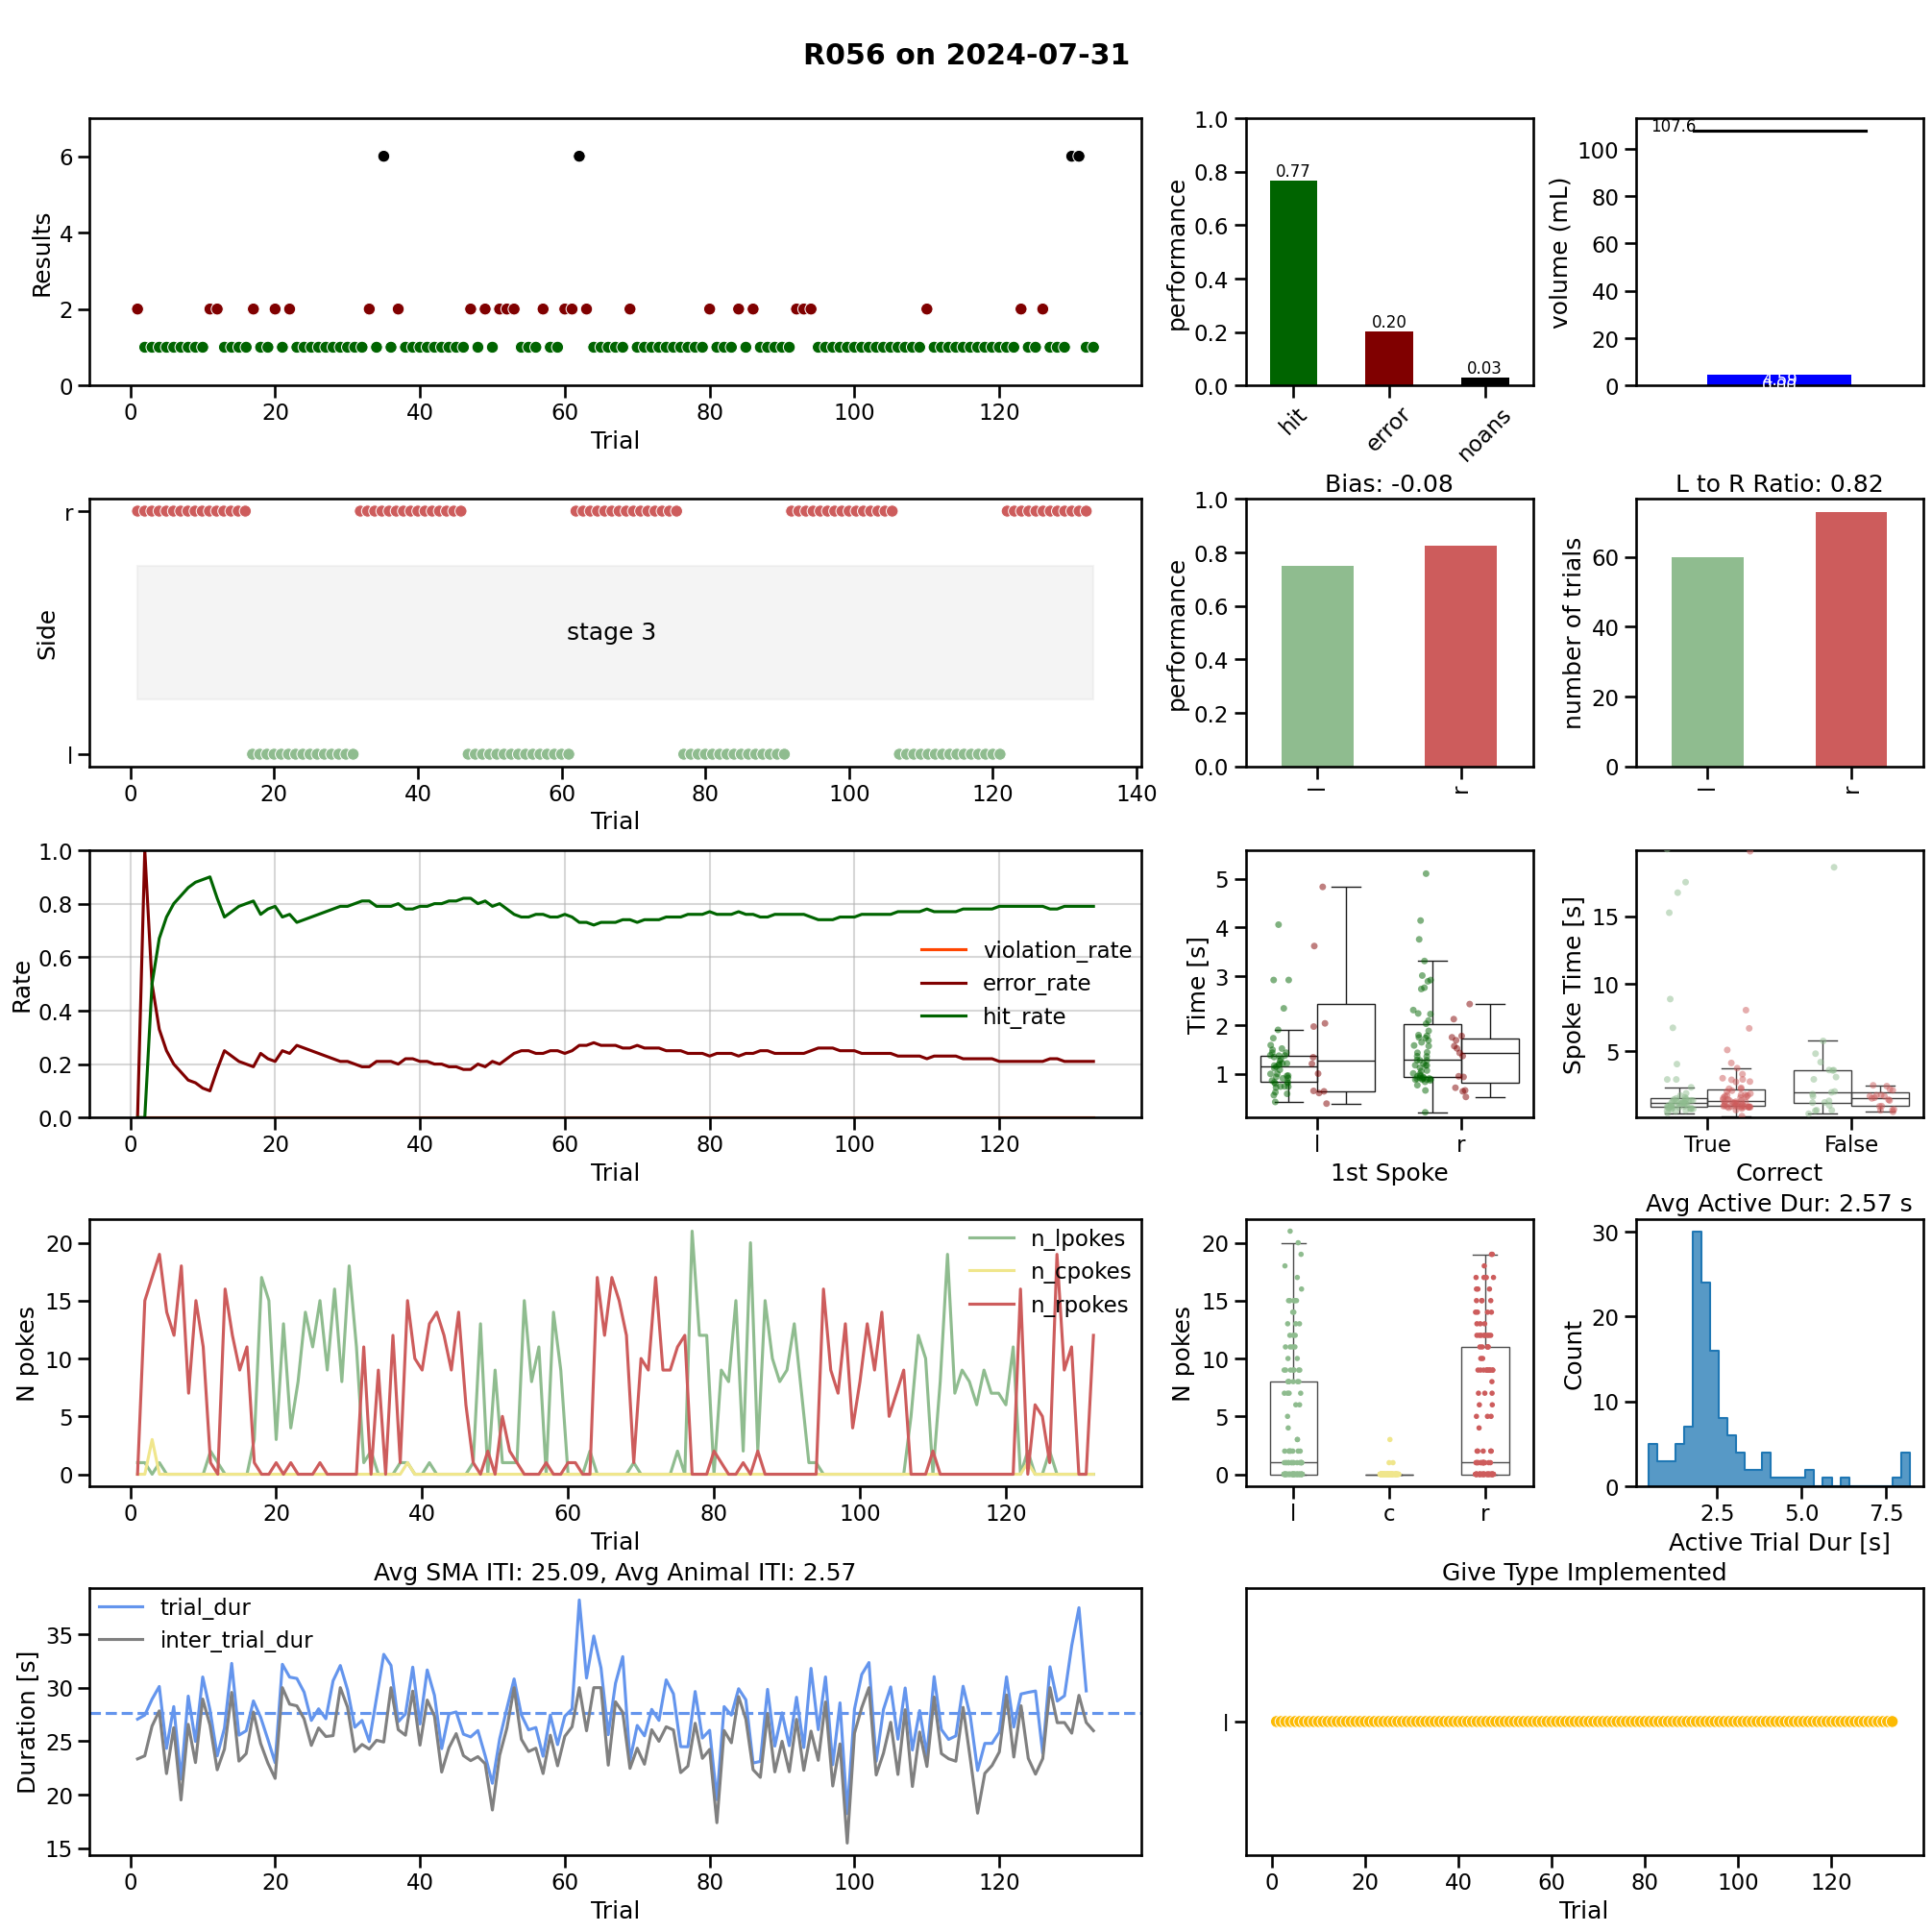 R056 on 2024-07-31
Results
6
4
2
0
0 20 40 60 80 100 120
Trial
performance
1.0
0.8
0.6
0.4
0.2
0.0
0.77
0.20
0.03
hit error noans
volume (mL)
107.6
100
80
60
40
20
0
Side
r
l
stage 3
0 20 40 60 80 100 120 140
Trial
Bias: -0.08
performance
1.0
0.8
0.6
0.4
0.2
0.0
l r
L to R Ratio: 0.82
number of trials
60
40
20
0
l r
Rate
1.0
0.8
0.6
0.4
0.2
0.0
violation_rate
error_rate
hit_rate
0 20 40 60 80 100 120
Trial
Time [s]
5
4
3
2
1
l r
1st Spoke
Spoke Time [s]
15
10
5
True False
Correct
N pokes
20
15
10
5
0
n_lpokes
n_cpokes
n_rpokes
0 20 40 60 80 100 120
Trial
N pokes
20
15
10
5
0
l c r
Avg Active Dur: 2.57 s
Count
30
20
10
0
2.5 5.0 7.5
Active Trial Dur [s]
Avg SMA ITI: 25.09, Avg Animal ITI: 2.57
Duration [s]
35
30
25
20
15
trial_dur
inter_trial_dur
0 20 40 60 80 100 120
Trial
Give Type Implemented
l
0 20 40 60 80 100 120
Trial